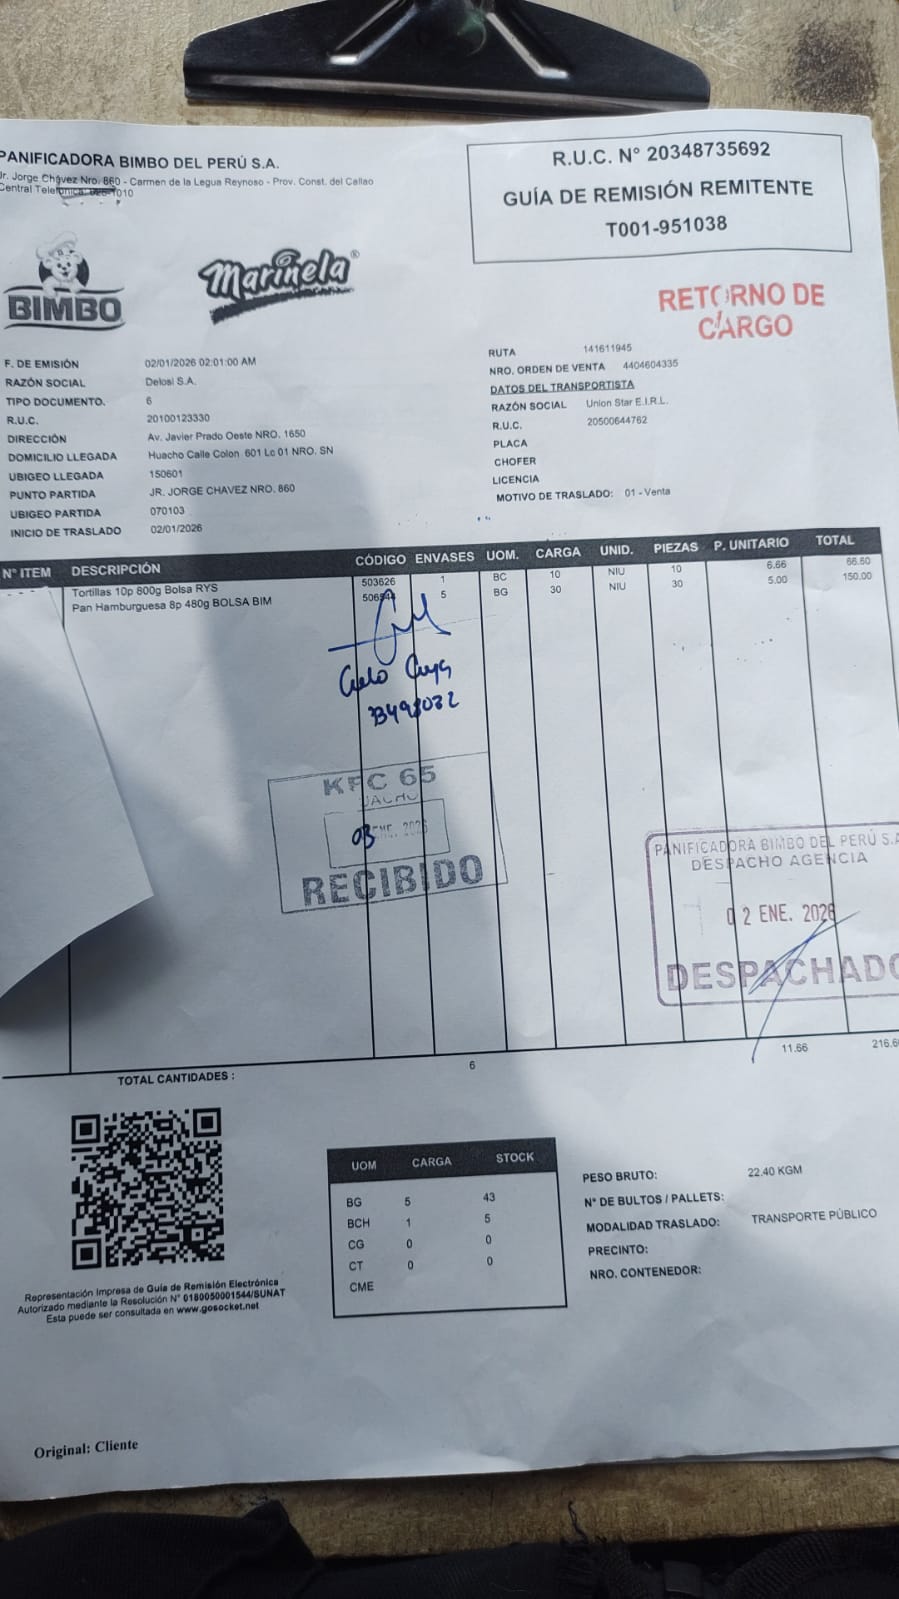 PANIFICADORA BIMBO DEL PERÚ S.A.
Jr. Jorge Chávez Nro. 860 - Carmen de la Legua Reynoso - Prov. Const. del Callao
Central Telefónica: 1010
R.U.C. N° 20348735692
GUÍA DE REMISIÓN REMITENTE
T001-951038
BIMBO
Marinela®
RETORNO DE
CARGO
F. DE EMISIÓN 02/01/2026 02:01:00 AM
RAZÓN SOCIAL Delosi S.A.
TIPO DOCUMENTO. 6
R.U.C. 20100123330
DIRECCIÓN Av. Javier Prado Oeste NRO. 1650
DOMICILIO LLEGADA Huacho Calle Colon 601 Lc 01 NRO. SN
UBIGEO LLEGADA 150601
PUNTO PARTIDA JR. JORGE CHAVEZ NRO. 860
UBIGEO PARTIDA 070103
INICIO DE TRASLADO 02/01/2026
RUTA 141611945
NRO. ORDEN DE VENTA 4404604335
DATOS DEL TRANSPORTISTA
RAZÓN SOCIAL Union Star E.I.R.L.
R.U.C. 20500644762
PLACA
CHOFER
LICENCIA
MOTIVO DE TRASLADO: 01 - Venta
N° ITEM DESCRIPCIÓN CÓDIGO ENVASES UOM. CARGA UNID. PIEZAS P. UNITARIO TOTAL
Tortillas 10p 800g Bolsa RYS 503626 1 BC 10 NIU 10 6.66 66.60
Pan Hamburguesa 8p 480g BOLSA BIM 5 BG 30 NIU 30 5.00 150.00
KFC 65
03 ENE. 2026
RECIBIDO
PANIFICADORA BIMBO DEL PERÚ S.A
DESPACHO AGENCIA
02 ENE. 2026
DESPACHADO
TOTAL CANTIDADES : 6 11.66 216.6
UOM CARGA STOCK
BG 5 43
BCH 1 5
CG 0 0
CT 0 0
CME
PESO BRUTO: 22.40 KGM
N° DE BULTOS / PALLETS:
MODALIDAD TRASLADO: TRANSPORTE PÚBLICO
PRECINTO:
NRO. CONTENEDOR:
Representación Impresa de Guía de Remisión Electrónica
Autorizado mediante la Resolución N° 0180050001544/SUNAT
Esta puede ser consultada en www.gosocket.net
Original: Cliente